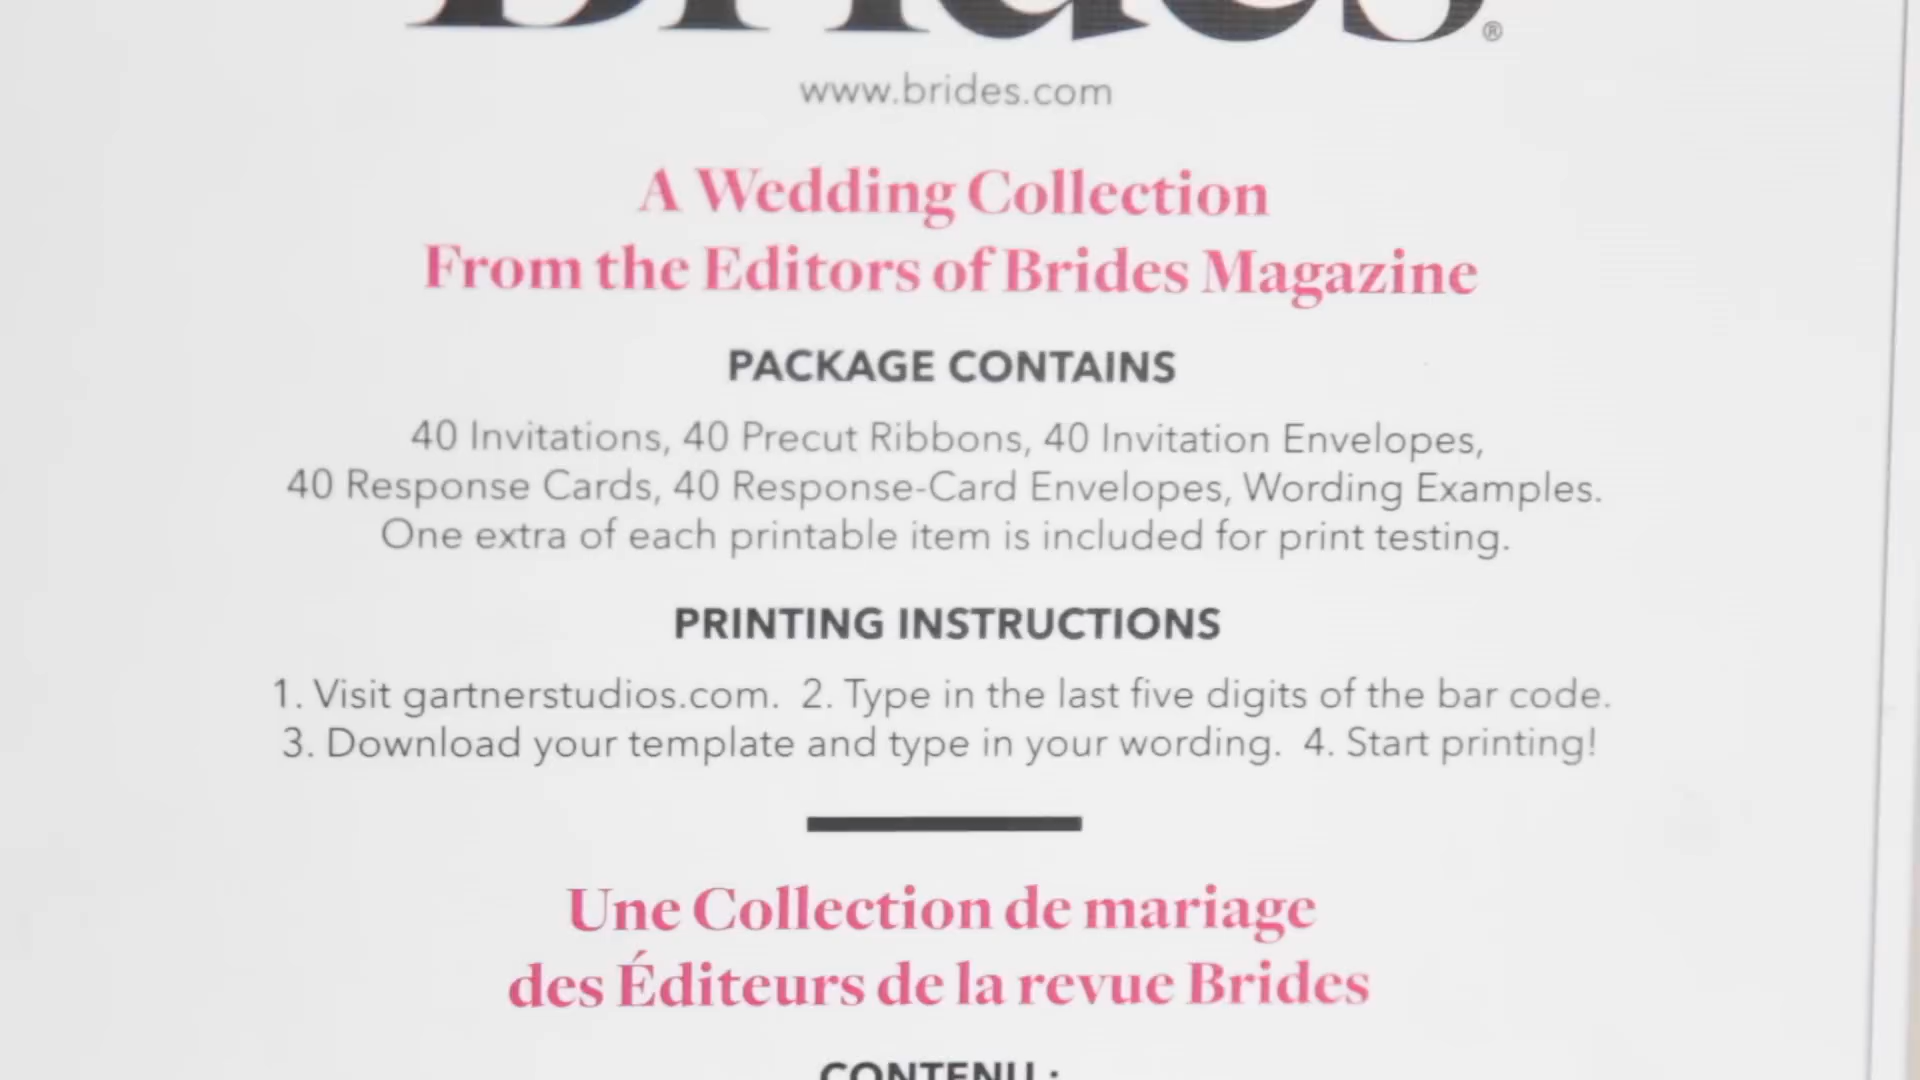 Brides®
www.brides.com
A Wedding Collection
From the Editors of Brides Magazine
PACKAGE CONTAINS
40 Invitations, 40 Precut Ribbons, 40 Invitation Envelopes,
40 Response Cards, 40 Response-Card Envelopes, Wording Examples.
One extra of each printable item is included for print testing.
PRINTING INSTRUCTIONS
1. Visit gartnerstudios.com. 2. Type in the last five digits of the bar code.
3. Download your template and type in your wording. 4. Start printing!
Une Collection de mariage
des Éditeurs de la revue Brides
CONTENU :